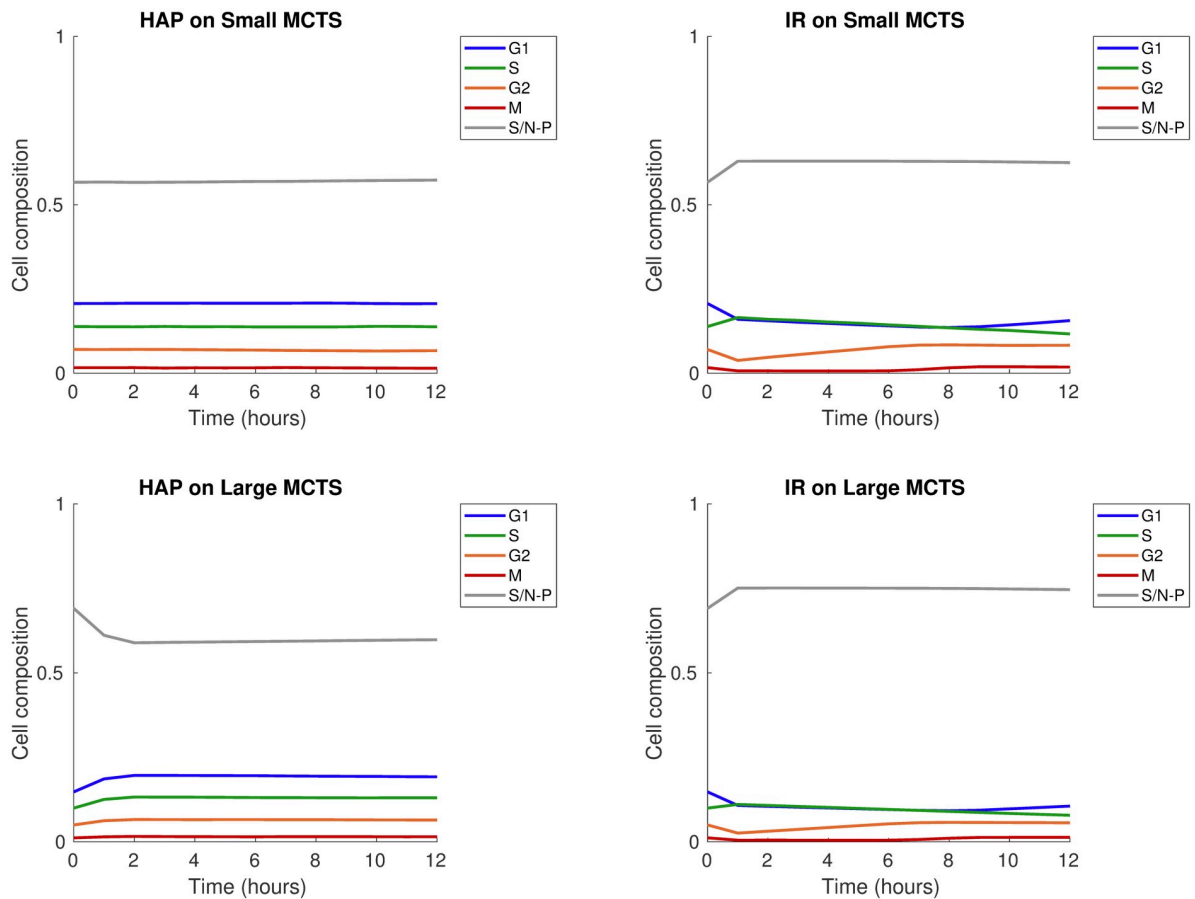 HAP on Small MCTS
1
0.5
0
Cell composition
0 2 4 6 8 10 12
Time (hours)
G1
S
G2
M
S/N-P
IR on Small MCTS
1
0.5
0
Cell composition
0 2 4 6 8 10 12
Time (hours)
G1
S
G2
M
S/N-P
HAP on Large MCTS
1
0.5
0
Cell composition
0 2 4 6 8 10 12
Time (hours)
G1
S
G2
M
S/N-P
IR on Large MCTS
1
0.5
0
Cell composition
0 2 4 6 8 10 12
Time (hours)
G1
S
G2
M
S/N-P